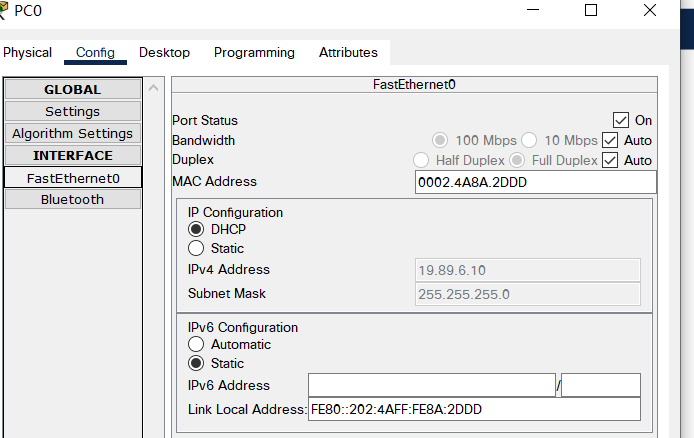 PC0
Physical Config Desktop Programming Attributes
GLOBAL
Settings
Algorithm Settings
INTERFACE
FastEthernet0
Bluetooth
FastEthernet0
Port Status On
Bandwidth 100 Mbps 10 Mbps Auto
Duplex Half Duplex Full Duplex Auto
MAC Address 0002.4A8A.2DDD
IP Configuration
DHCP
Static
IPv4 Address 19.89.6.10
Subnet Mask 255.255.255.0
IPv6 Configuration
Automatic
Static
IPv6 Address /
Link Local Address: FE80::202:4AFF:FE8A:2DDD